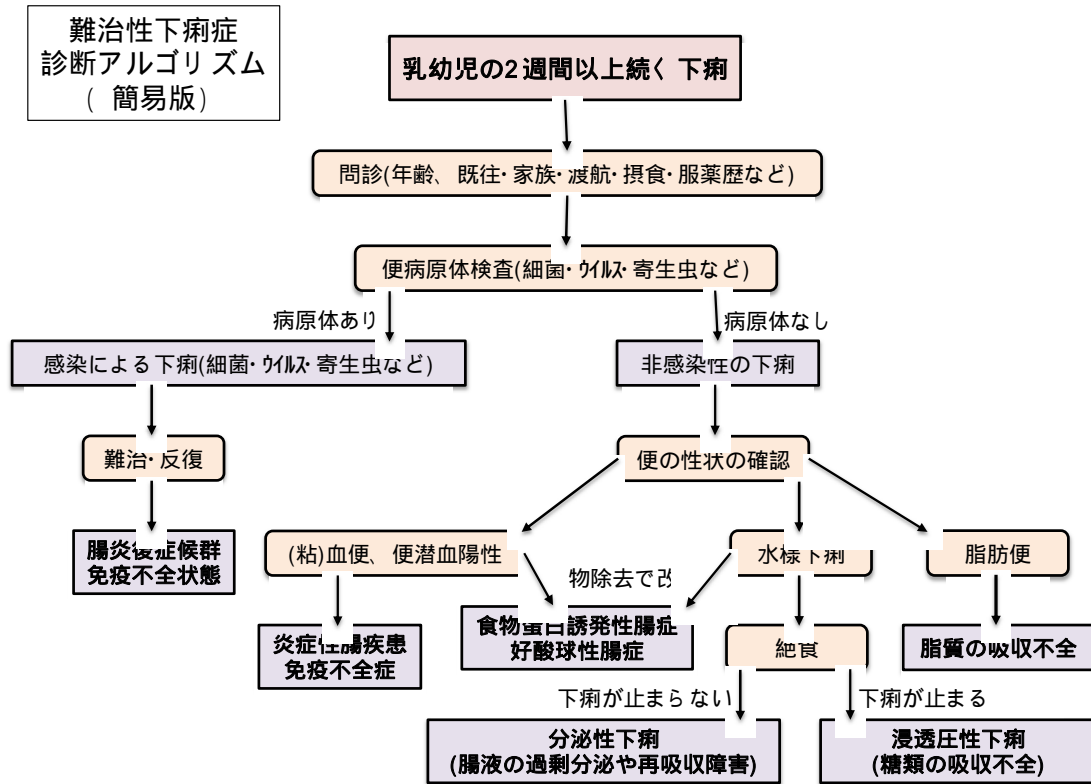 難治性下痢症
診断アルゴリズム
(簡易版)
乳幼児の2週間以上続く下痢
問診(年齢、既往・家族・渡航・摂食・服薬歴など)
便病原体検査(細菌・ウイルス・寄生虫など)
病原体あり
病原体なし
感染による下痢(細菌・ウイルス・寄生虫など)
非感染性の下痢
難治・反復
便の性状の確認
腸炎後症候群
免疫不全状態
(粘)血便、便潜血陽性
水様下痢
脂肪便
物除去で改
炎症性腸疾患
免疫不全症
食物蛋白誘発性腸症
好酸球性腸症
絶食
脂質の吸収不全
下痢が止まらない
下痢が止まる
分泌性下痢
(腸液の過剰分泌や再吸収障害)
浸透圧性下痢
(糖類の吸収不全)